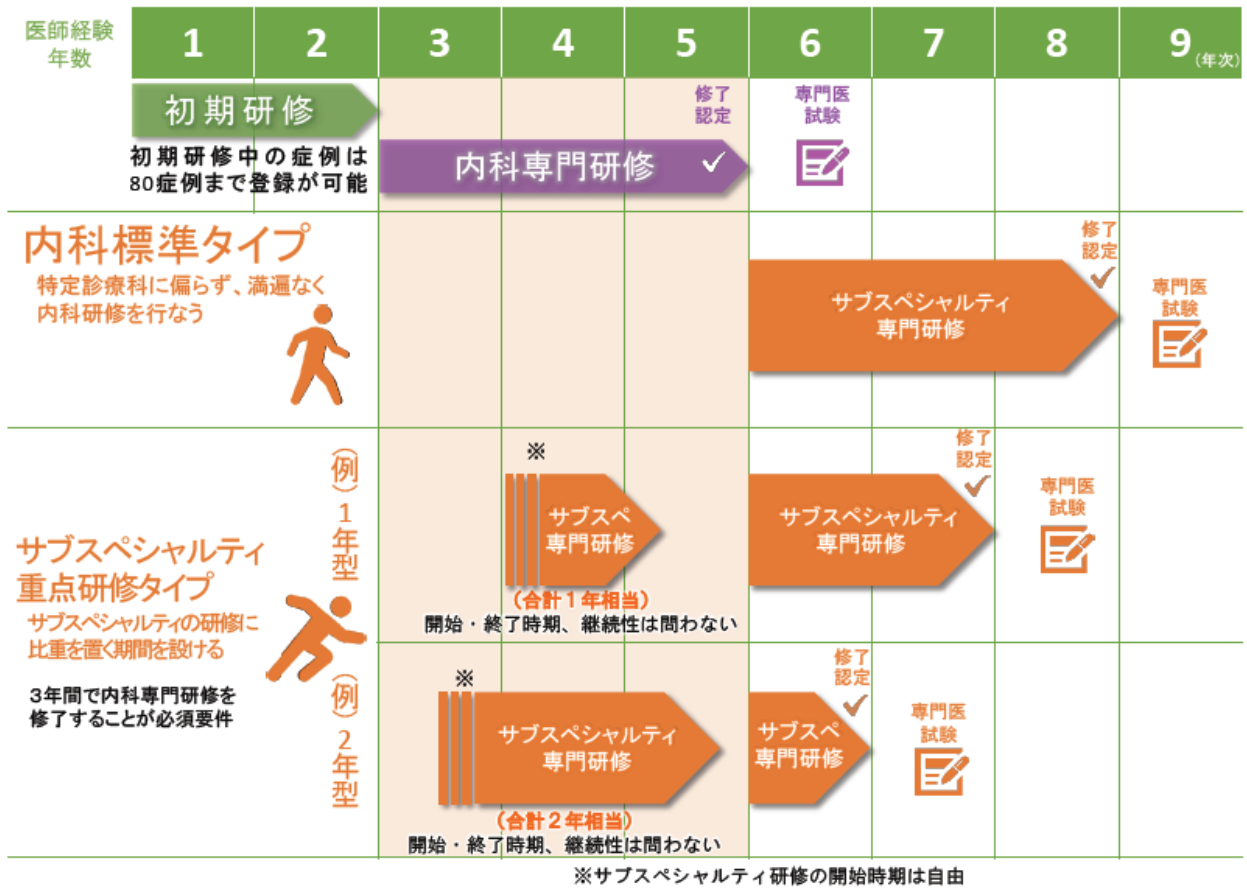 医師経験
年数
1 2 3 4 5 6 7 8 9(年次)
初期研修
初期研修中の症例は
80症例まで登録が可能
修了
認定
内科専門研修
専門医
試験
内科標準タイプ
特定診療科に偏らず、満遍なく
内科研修を行なう
サブスペシャルティ
専門研修
修了
認定
専門医
試験
サブスペシャルティ
重点研修タイプ
サブスペシャルティの研修に
比重を置く期間を設ける
3年間で内科専門研修を
修了することが必須要件
(例)1年型
※
サブスペ
専門研修
(合計1年相当)
開始・終了時期、継続性は問わない
サブスペシャルティ
専門研修
修了
認定
専門医
試験
(例)2年型
※
サブスペシャルティ
専門研修
(合計2年相当)
開始・終了時期、継続性は問わない
サブスペ
専門研修
修了
認定
専門医
試験
※サブスペシャルティ研修の開始時期は自由